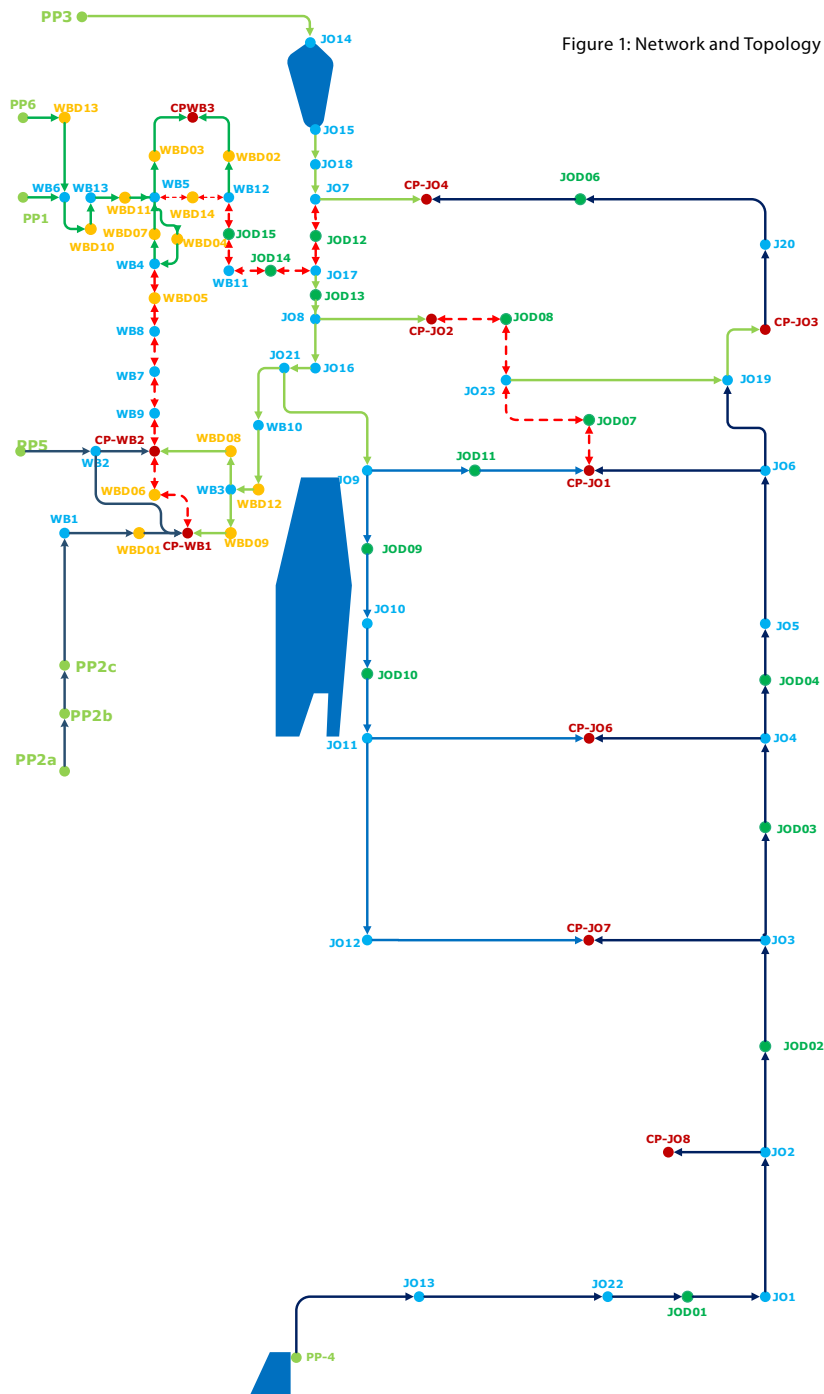 PP3
JO14
Figure 1: Network and Topology
PP6
WBD13
CPWB3
JO15
WBD03
WBD02
JO18
WB6
WB13
WB5
WB12
JO7
CP-JO4
JOD06
PP1
WBD11
WBD14
WBD10
WBD07
WBD04
JOD15
JOD12
J20
WB4
WB11
JOD14
JO17
WBD05
JOD13
WB8
JO8
CP-JO2
JOD08
CP-JO3
JO21
JO16
WB7
JO23
JO19
WB9
WB10
JOD07
PP5
CP-WB2
WBD08
WB2
JO9
JOD11
CP-JO1
JO6
WBD06
WB3
WBD12
WB1
WBD01
CP-WB1
WBD09
JOD09
JO10
JO5
PP2c
JOD10
JOD04
PP2b
CP-JO6
JO11
JO4
PP2a
JOD03
CP-JO7
JO12
JO3
JOD02
CP-JO8
JO2
JO13
JO22
JO1
JOD01
PP-4